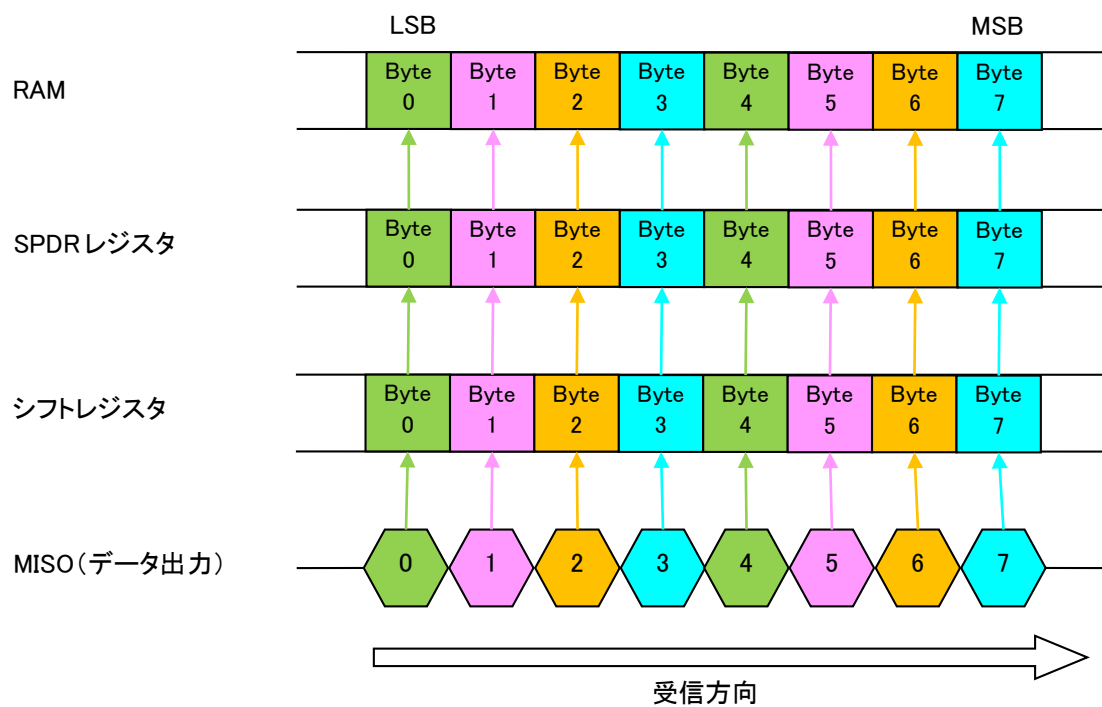 LSB MSB
RAM
Byte Byte Byte Byte Byte Byte Byte Byte
0 1 2 3 4 5 6 7
SPDRレジスタ
Byte Byte Byte Byte Byte Byte Byte Byte
0 1 2 3 4 5 6 7
シフトレジスタ
Byte Byte Byte Byte Byte Byte Byte Byte
0 1 2 3 4 5 6 7
MISO(データ出力) 0 1 2 3 4 5 6 7
受信方向